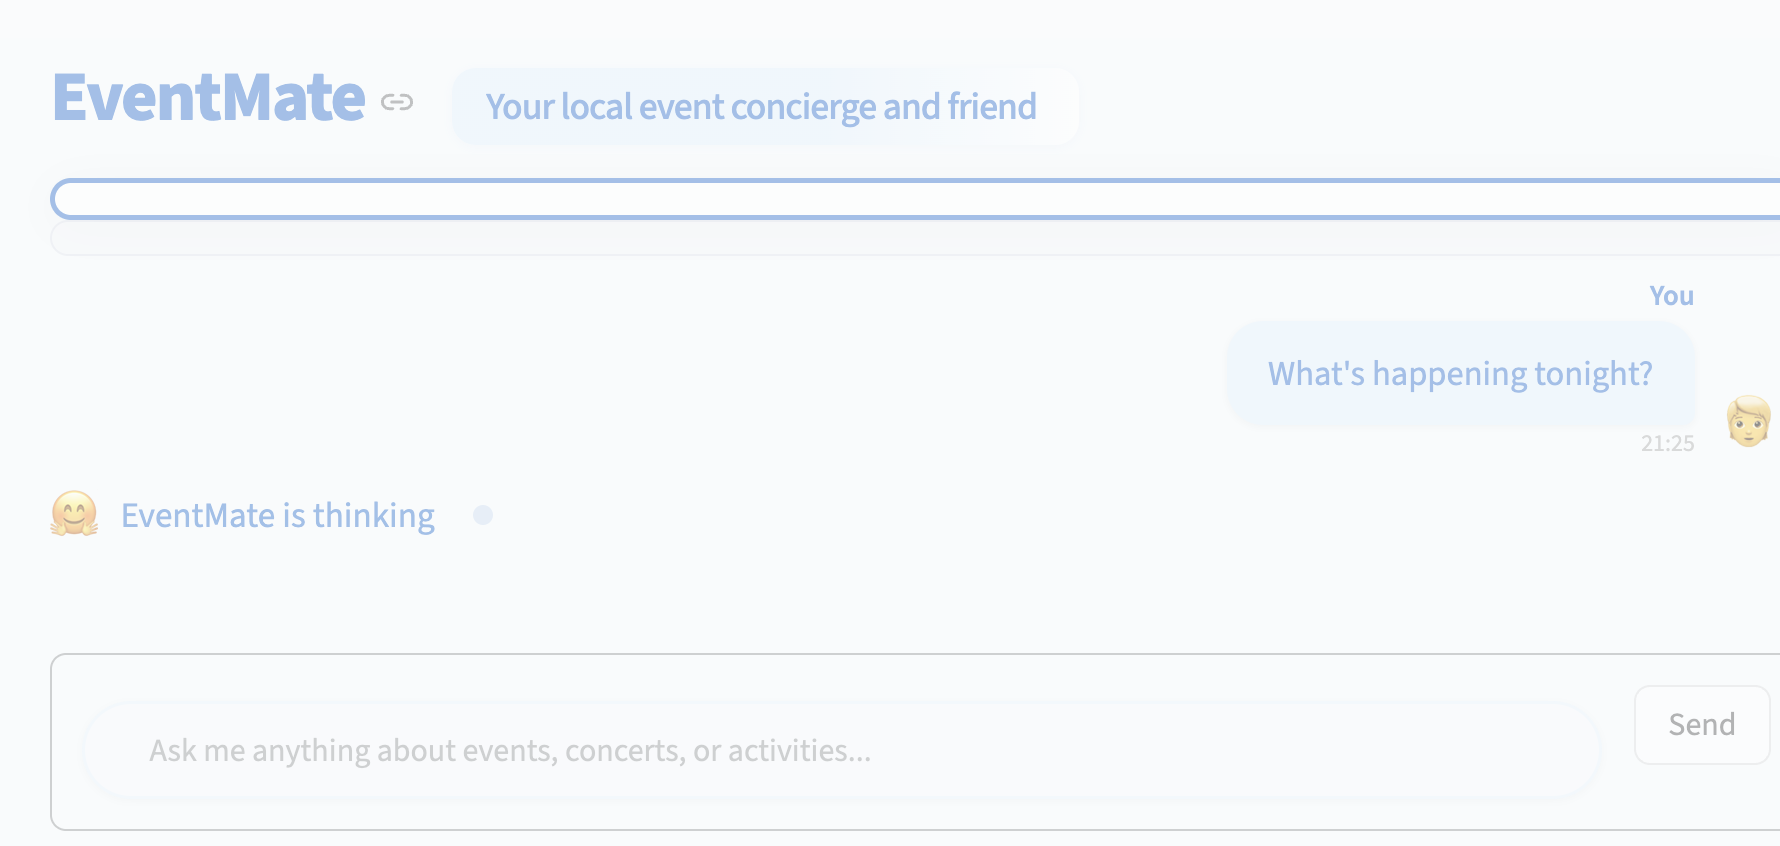 EventMate
Your local event concierge and friend
You
What's happening tonight?
21:25
EventMate is thinking
Ask me anything about events, concerts, or activities...
Send